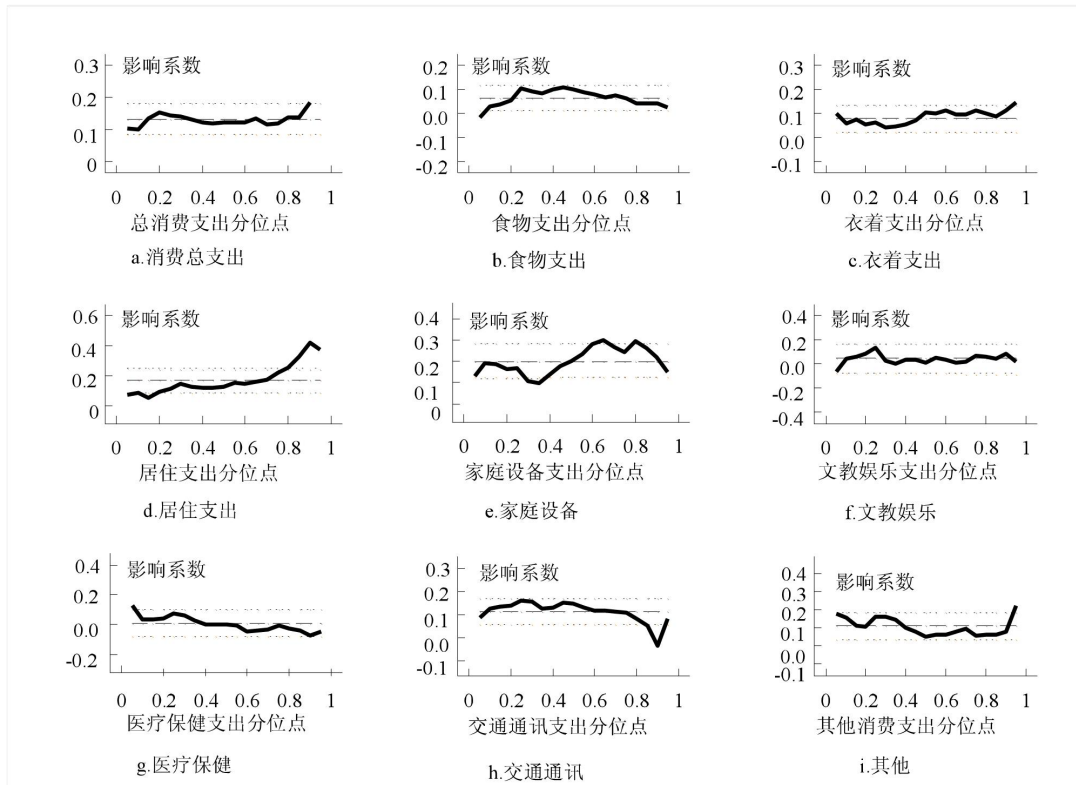 影响系数
0.3
0.2
0.1
0
0 0.2 0.4 0.6 0.8 1
总消费支出分位点
a.消费总支出
影响系数
0.2
0.1
0.0
-0.1
-0.2
0 0.2 0.4 0.6 0.8 1
食物支出分位点
b.食物支出
影响系数
0.3
0.2
0.1
0.0
-0.1
0 0.2 0.4 0.6 0.8 1
衣着支出分位点
c.衣着支出
影响系数
0.6
0.4
0.2
0
0 0.2 0.4 0.6 0.8 1
居住支出分位点
d.居住支出
影响系数
0.4
0.3
0.2
0.1
0
0 0.2 0.4 0.6 0.8 1
家庭设备支出分位点
e.家庭设备
影响系数
0.4
0.2
0.0
-0.2
-0.4
0 0.2 0.4 0.6 0.8 1
文教娱乐支出分位点
f.文教娱乐
影响系数
0.4
0.2
0.0
-0.2
0 0.2 0.4 0.6 0.8 1
医疗保健支出分位点
g.医疗保健
影响系数
0.3
0.2
0.1
0.0
-0.1
0 0.2 0.4 0.6 0.8 1
交通通讯支出分位点
h.交通通讯
影响系数
0.4
0.2
0.1
0.0
-0.1
0 0.2 0.4 0.6 0.8 1
其他消费支出分位点
i.其他